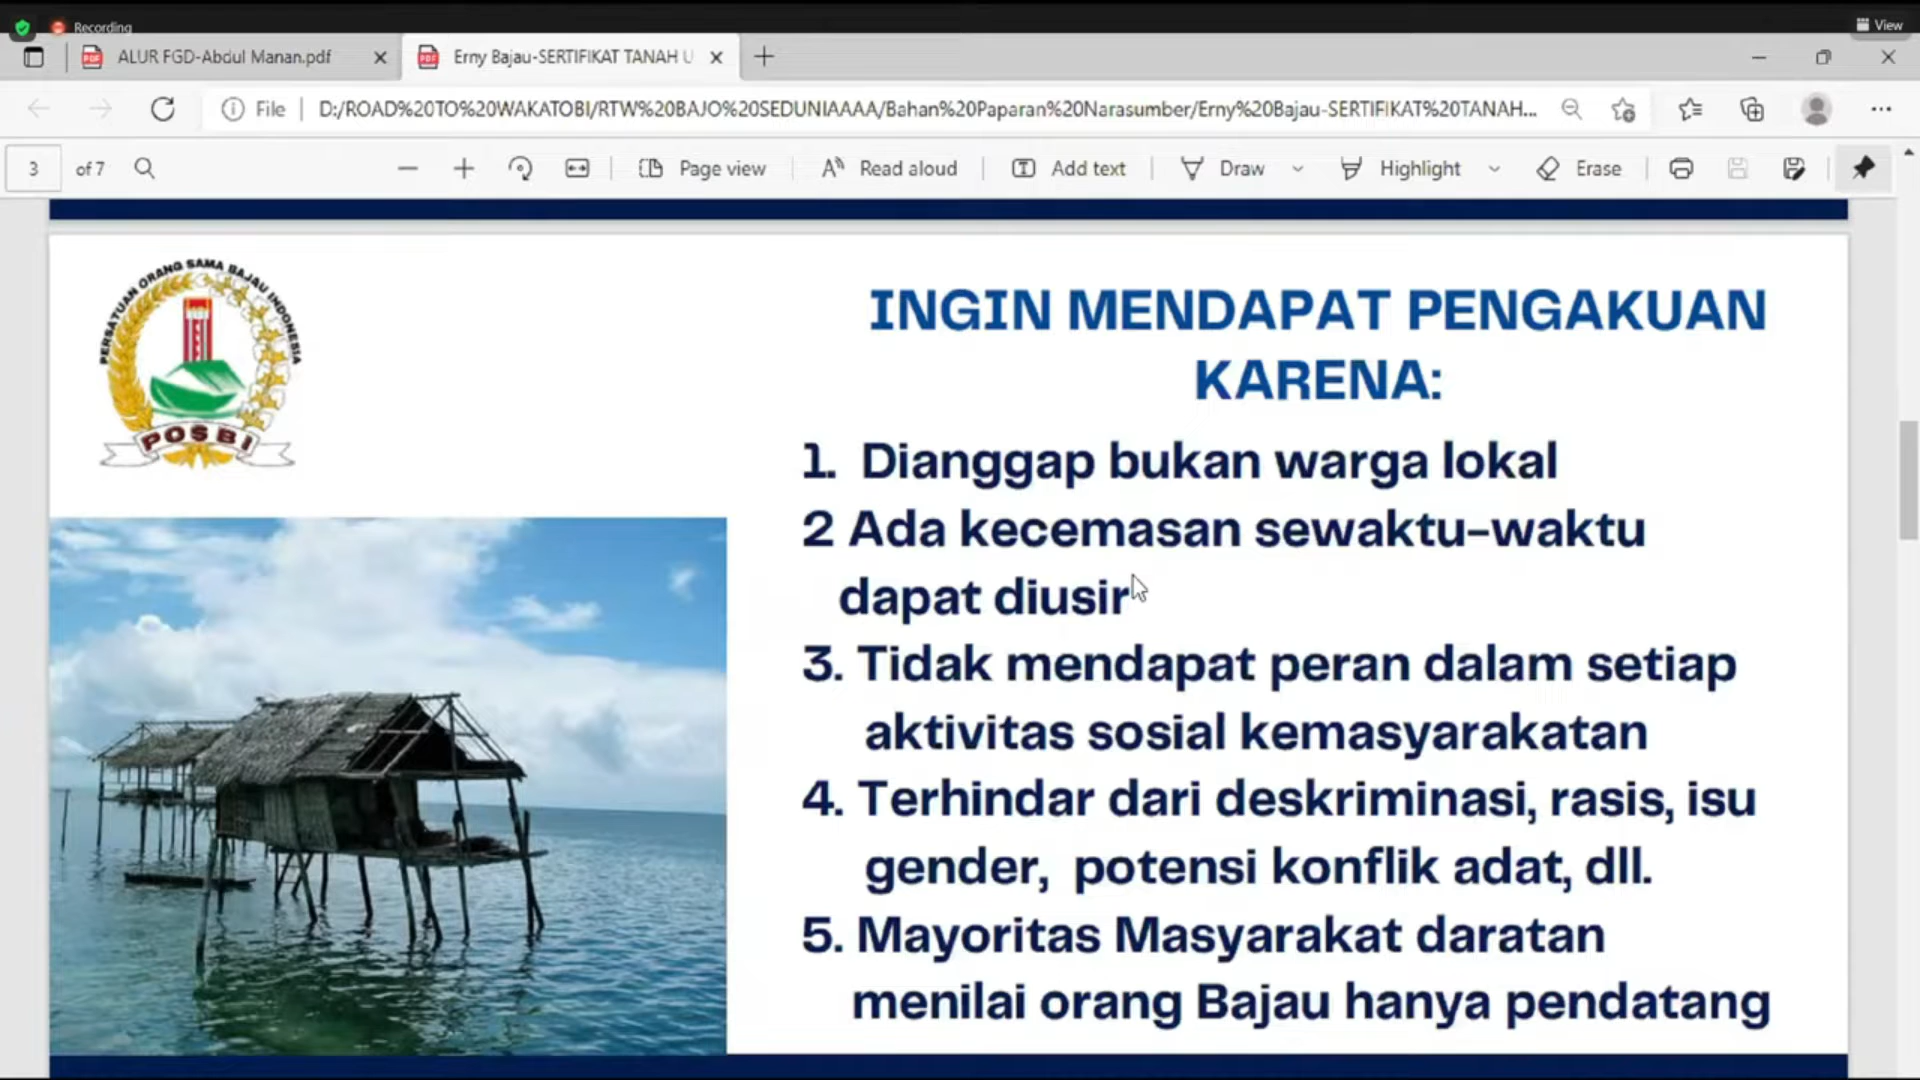 Recording
View
ALUR FGD-Abdul Manan.pdf
Erny Bajau-SERTIFIKAT TANAH U
File
D:/ROAD%20TO%20WAKATOBI/RTW%20BAJO%20SEDUNIAAAA/Bahan%20Paparan%20Narasumber/Erny%20Bajau-SERTIFIKAT%20TANAH...
3 of 7
Page view
Read aloud
Add text
Draw
Highlight
Erase
PERSATUAN ORANG SAMA BAJAU INDONESIA
POSBI
INGIN MENDAPAT PENGAKUAN
KARENA:
1. Dianggap bukan warga lokal
2 Ada kecemasan sewaktu-waktu
dapat diusir
3. Tidak mendapat peran dalam setiap
aktivitas sosial kemasyarakatan
4. Terhindar dari deskriminasi, rasis, isu
gender, potensi konflik adat, dll.
5. Mayoritas Masyarakat daratan
menilai orang Bajau hanya pendatang